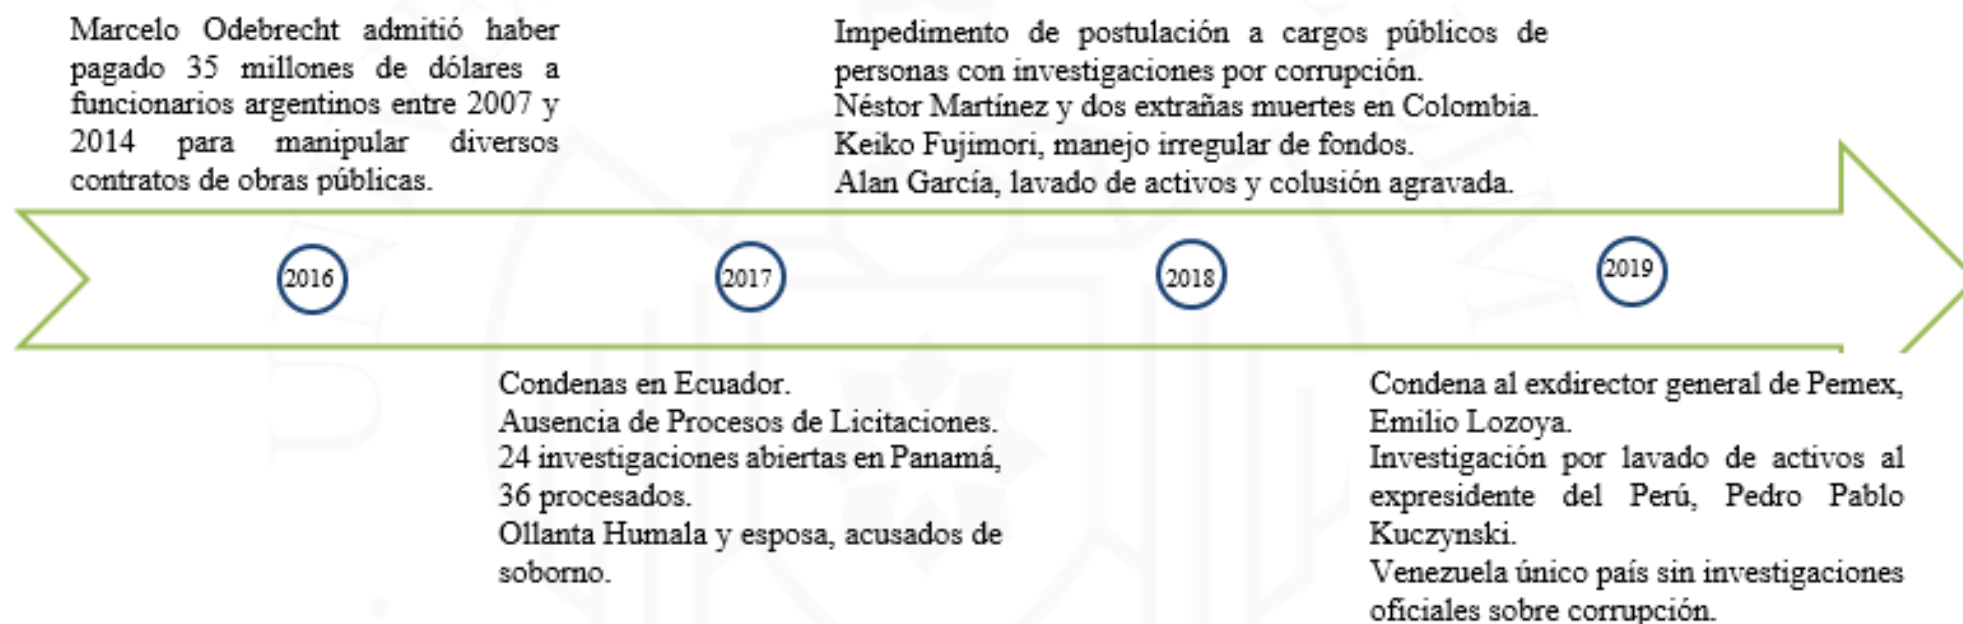 Marcelo Odebrecht admitió haber
pagado 35 millones de dólares a
funcionarios argentinos entre 2007 y
2014 para manipular diversos
contratos de obras públicas.
Impedimento de postulación a cargos públicos de
personas con investigaciones por corrupción.
Néstor Martínez y dos extrañas muertes en Colombia.
Keiko Fujimori, manejo irregular de fondos.
Alan García, lavado de activos y colusión agravada.
2016
2017
2018
2019
Condenas en Ecuador.
Ausencia de Procesos de Licitaciones.
24 investigaciones abiertas en Panamá,
36 procesados.
Ollanta Humala y esposa, acusados de
soborno.
Condena al exdirector general de Pemex,
Emilio Lozoya.
Investigación por lavado de activos al
expresidente del Perú, Pedro Pablo
Kuczynski.
Venezuela único país sin investigaciones
oficiales sobre corrupción.